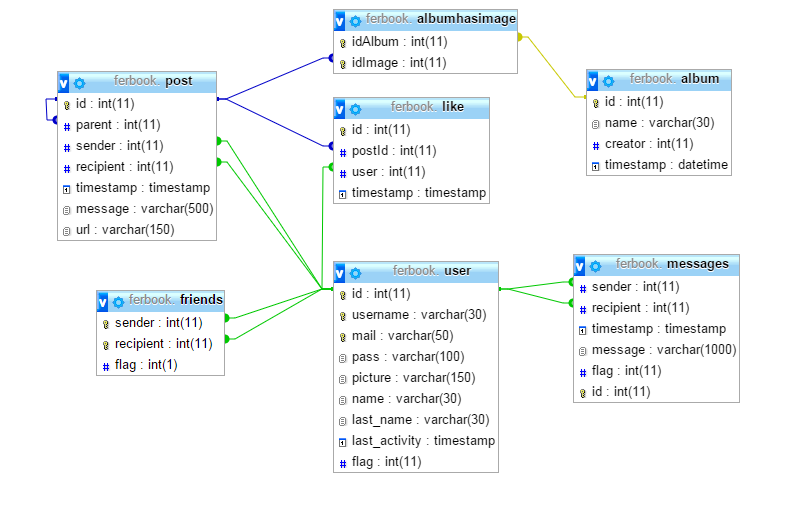 ferbook. albumhasimage
idAlbum : int(11)
idImage : int(11)
v ferbook. post
id : int(11)
parent : int(11)
sender : int(11)
recipient : int(11)
timestamp : timestamp
message : varchar(500)
url : varchar(150)
v ferbook. like
id : int(11)
postId : int(11)
user : int(11)
timestamp : timestamp
v ferbook. album
id : int(11)
name : varchar(30)
creator : int(11)
timestamp : datetime
v ferbook. friends
sender : int(11)
recipient : int(11)
flag : int(1)
v ferbook. user
id : int(11)
username : varchar(30)
mail : varchar(50)
pass : varchar(100)
picture : varchar(150)
name : varchar(30)
last_name : varchar(30)
last_activity : timestamp
flag : int(11)
v ferbook. messages
sender : int(11)
recipient : int(11)
timestamp : timestamp
message : varchar(1000)
flag : int(11)
id : int(11)